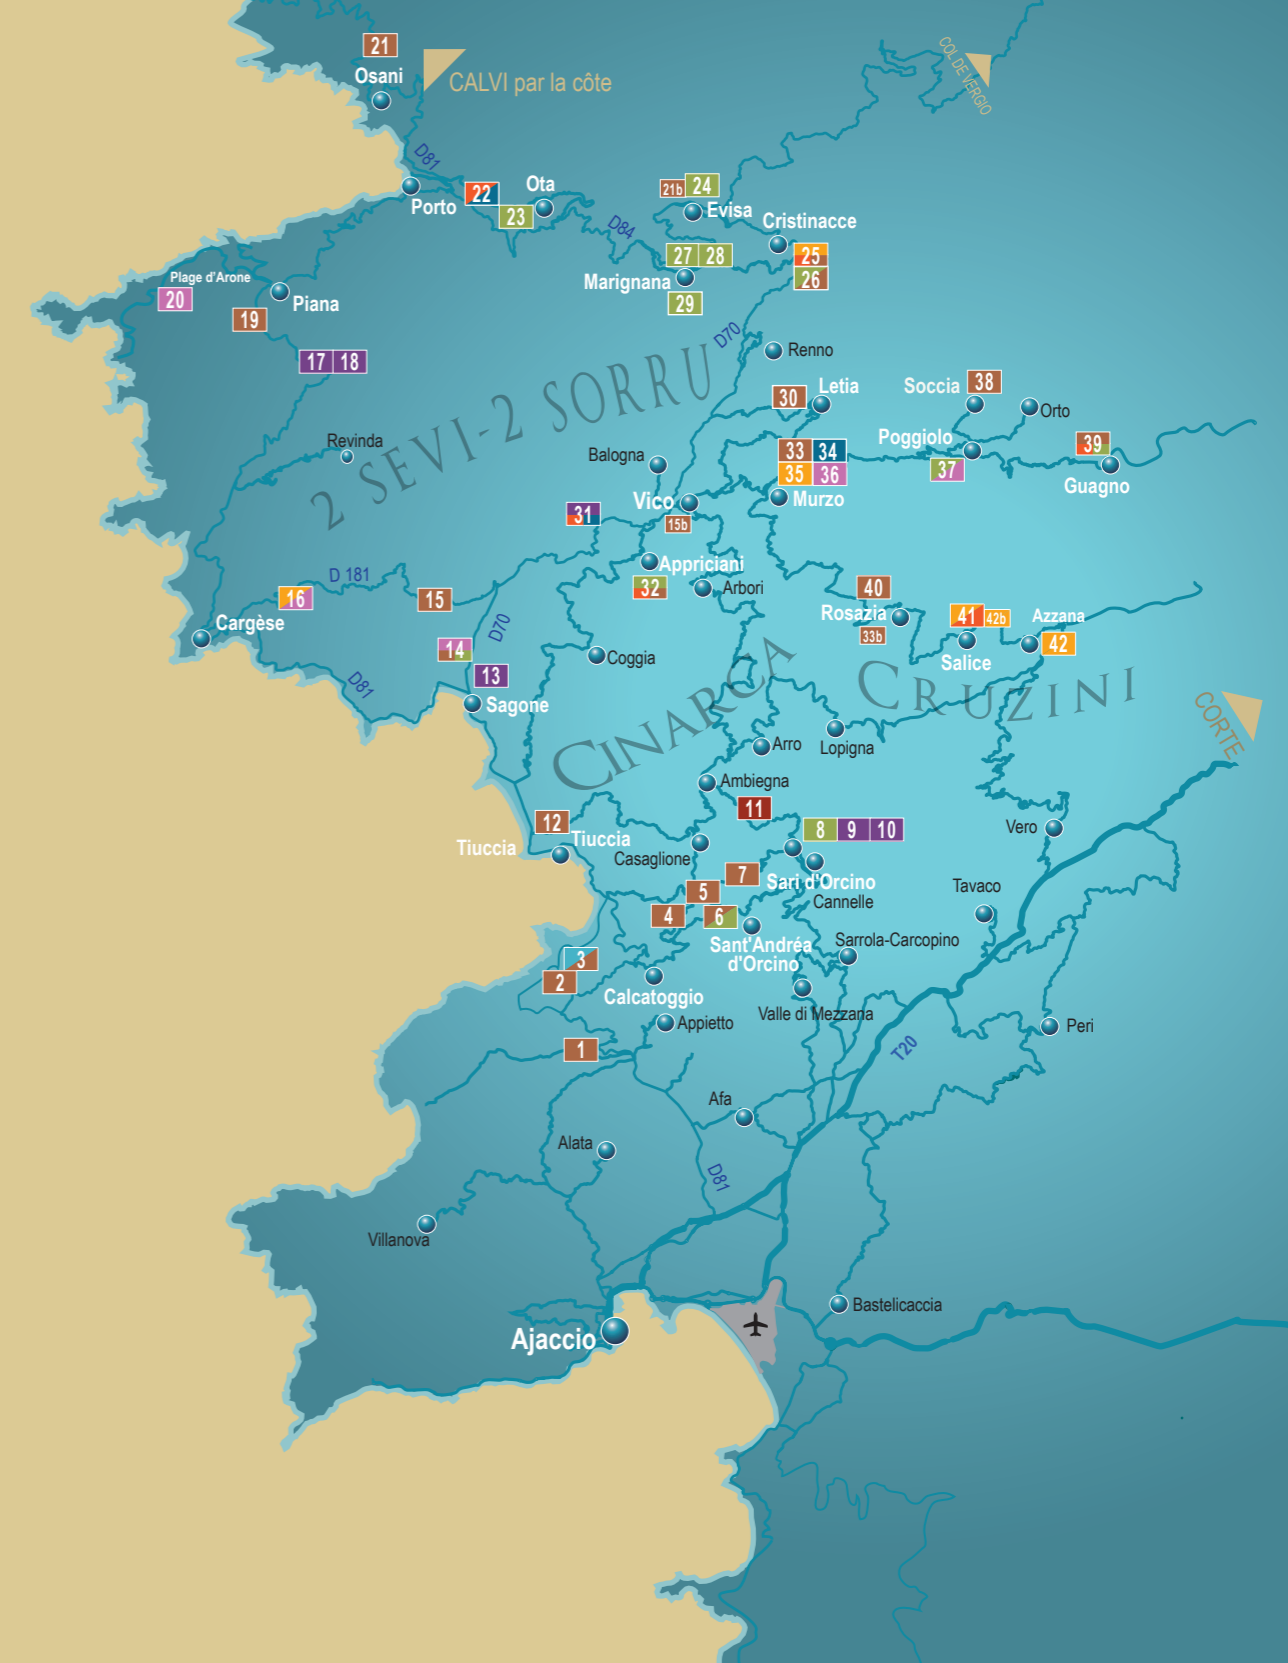 21
Osani
CALVI par la côte
COL DE VERGIO
D81
Porto
22
Ota
23
21b
24
Evisa
Cristinacce
D84
27
28
25
26
Marignana
29
Plage d'Arone
20
Piana
19
17
18
D70
Renno
2 SEVI-2 SORRU
30
Letia
Soccia
38
Orto
Revinda
Balogna
33
34
35
36
Poggiolo
37
39
Guagno
Vico
15b
Murzo
31
Appriciani
32
Arbori
D 181
16
15
40
Rosazia
33b
41
42b
Azzana
42
Salice
Cargèse
14
D70
13
Sagone
D81
Coggia
CINARCA
CRUZINI
CORTE
Arro
Lopigna
Ambiegna
11
12
Tiuccia
Tiuccia
Casaglione
8
9
10
Vero
7
Sari d'Orcino
Cannelle
Tavaco
5
4
6
Sant'Andréa
d'Orcino
Sarrola-Carcopino
3
2
Calcatoggio
Valle di Mezzana
Appietto
1
T20
Peri
Afa
Alata
D81
Villanova
Bastelicaccia
Ajaccio